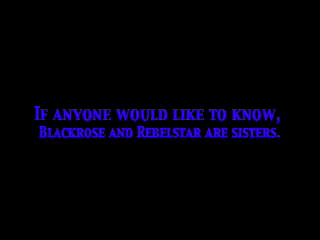 If anyone would like to know,
Blackrose and Rebelstar are sisters.